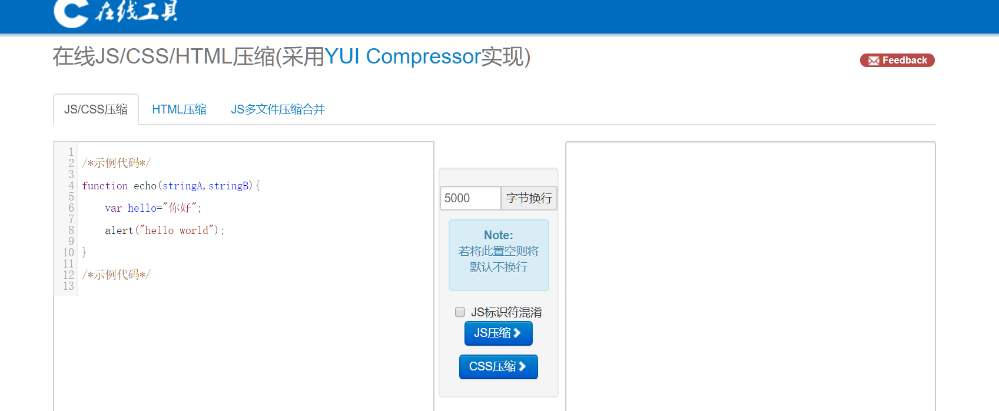 在线工具
在线JS/CSS/HTML压缩(采用YUI Compressor实现)
Feedback
JS/CSS压缩
HTML压缩
JS多文件压缩合并
1
2 /*示例代码*/
3
4 function echo(stringA,stringB){
5
6 var hello="你好";
7
8 alert("hello world");
9
10 }
11
12 /*示例代码*/
13
5000 字节换行
Note:
若将此置空则将
默认不换行
JS标识符混淆
JS压缩
CSS压缩